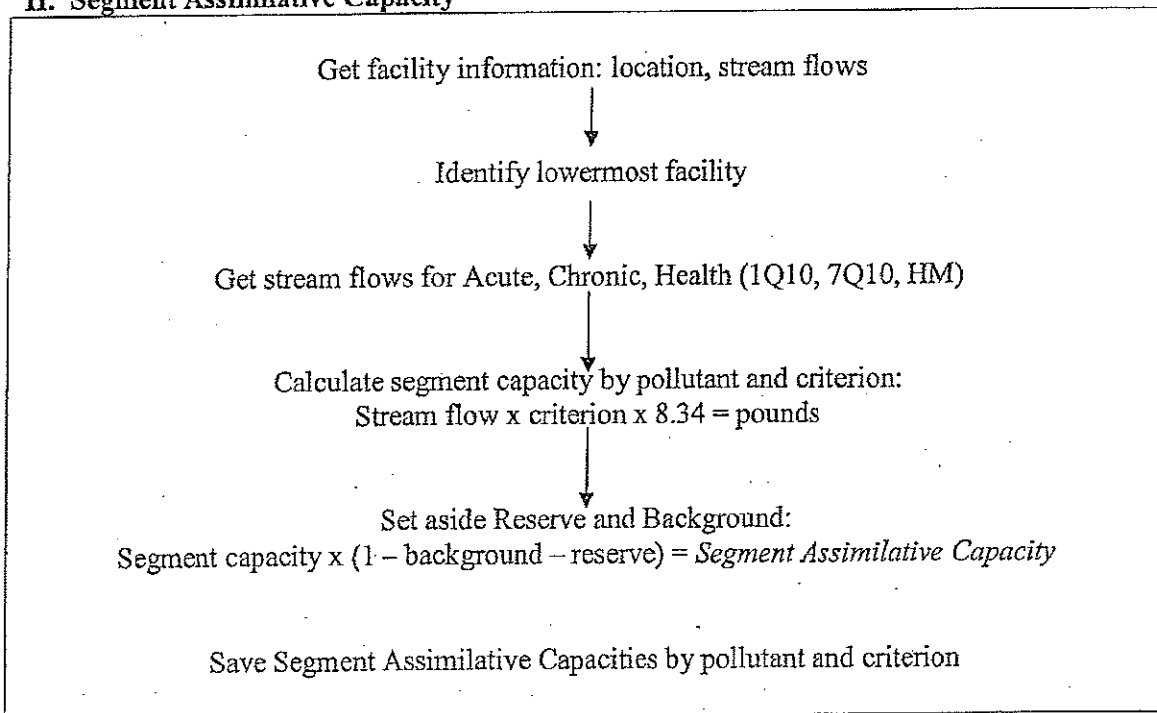 II. Segment Assimilative Capacity
Get facility information: location, stream flows
Identify lowermost facility
Get stream flows for Acute, Chronic, Health (1Q10, 7Q10, HM)
Calculate segment capacity by pollutant and criterion:
Stream flow x criterion x 8.34 = pounds
Set aside Reserve and Background:
Segment capacity x (1 – background – reserve) = Segment Assimilative Capacity
Save Segment Assimilative Capacities by pollutant and criterion